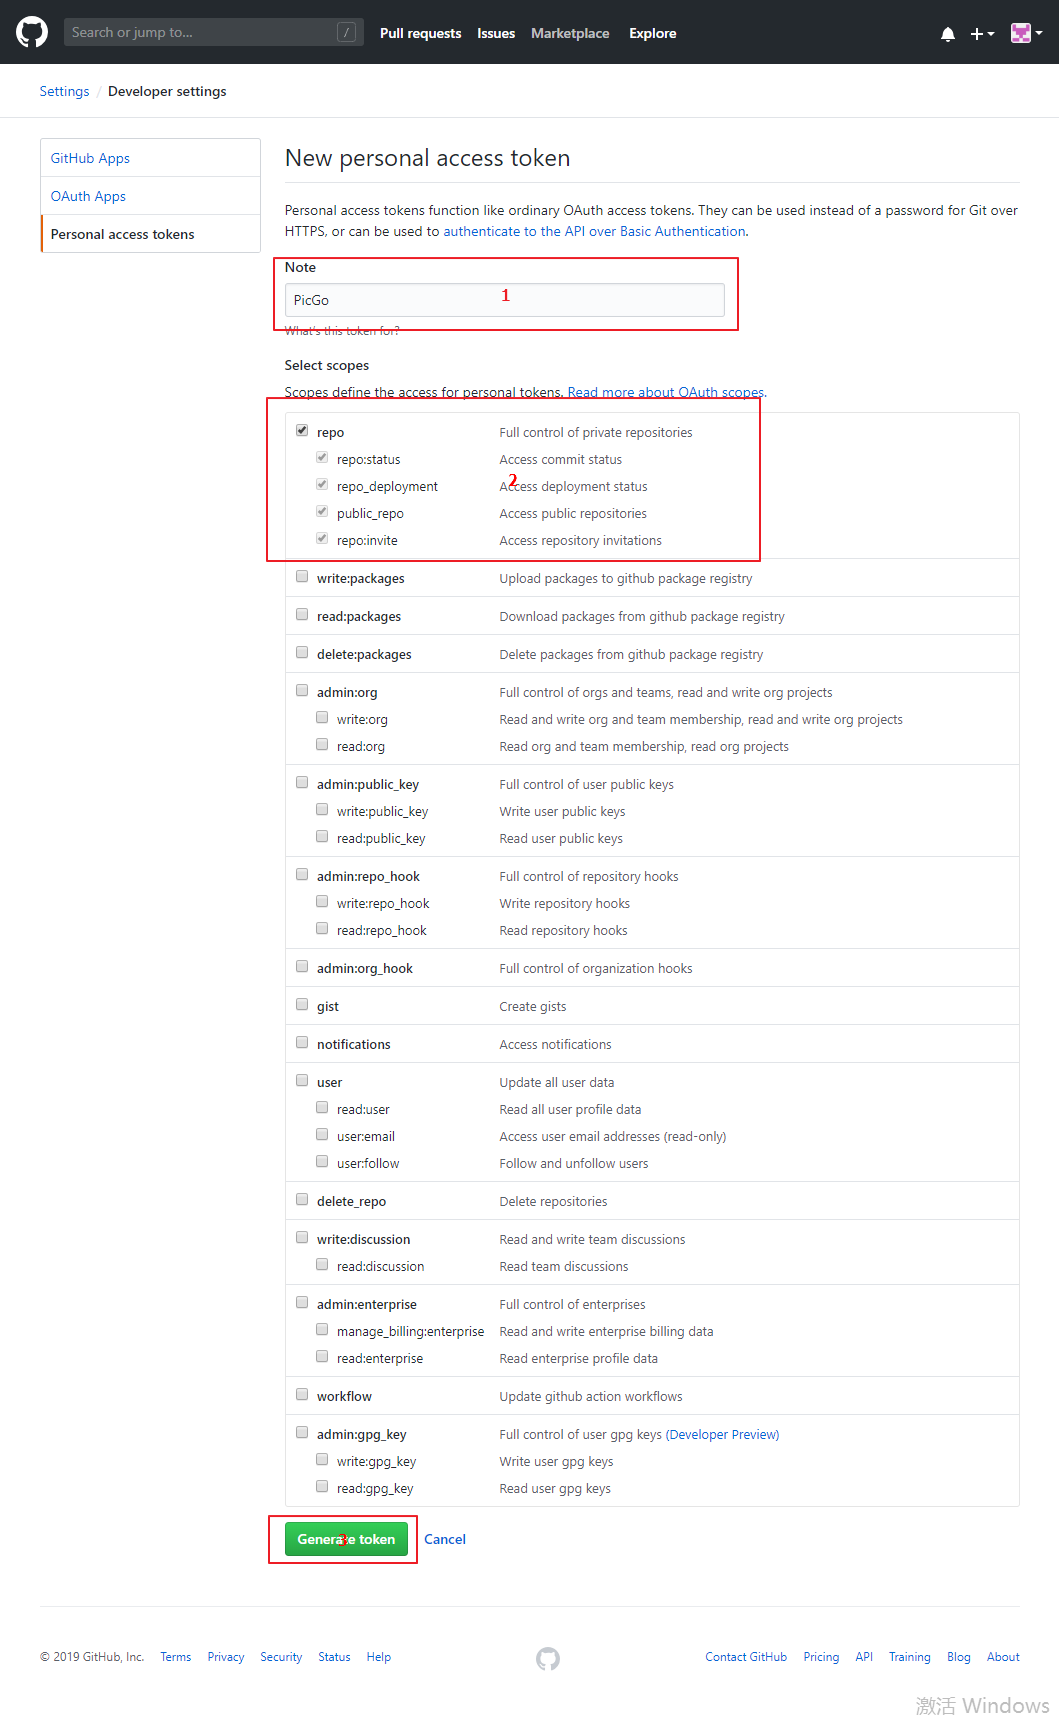 Search or jump to...
/
Pull requests Issues Marketplace Explore
Settings / Developer settings
GitHub Apps
OAuth Apps
Personal access tokens
New personal access token
Personal access tokens function like ordinary OAuth access tokens. They can be used instead of a password for Git over
HTTPS, or can be used to authenticate to the API over Basic Authentication.
Note
PicGo
1
What's this token for?
Select scopes
Scopes define the access for personal tokens. Read more about OAuth scopes.
repo Full control of private repositories
repo:status Access commit status
2
repo_deployment Access deployment status
public_repo Access public repositories
repo:invite Access repository invitations
write:packages Upload packages to github package registry
read:packages Download packages from github package registry
delete:packages Delete packages from github package registry
admin:org Full control of orgs and teams, read and write org projects
write:org Read and write org and team membership, read and write org projects
read:org Read org and team membership, read org projects
admin:public_key Full control of user public keys
write:public_key Write user public keys
read:public_key Read user public keys
admin:repo_hook Full control of repository hooks
write:repo_hook Write repository hooks
read:repo_hook Read repository hooks
admin:org_hook Full control of organization hooks
gist Create gists
notifications Access notifications
user Update all user data
read:user Read all user profile data
user:email Access user email addresses (read-only)
user:follow Follow and unfollow users
delete_repo Delete repositories
write:discussion Read and write team discussions
read:discussion Read team discussions
admin:enterprise Full control of enterprises
manage_billing:enterprise Read and write enterprise billing data
read:enterprise Read enterprise profile data
workflow Update github action workflows
admin:gpg_key Full control of user gpg keys (Developer Preview)
write:gpg_key Write user gpg keys
read:gpg_key Read user gpg keys
Generate token Cancel
3
© 2019 GitHub, Inc. Terms Privacy Security Status Help Contact GitHub Pricing API Training Blog About
激活 Windows